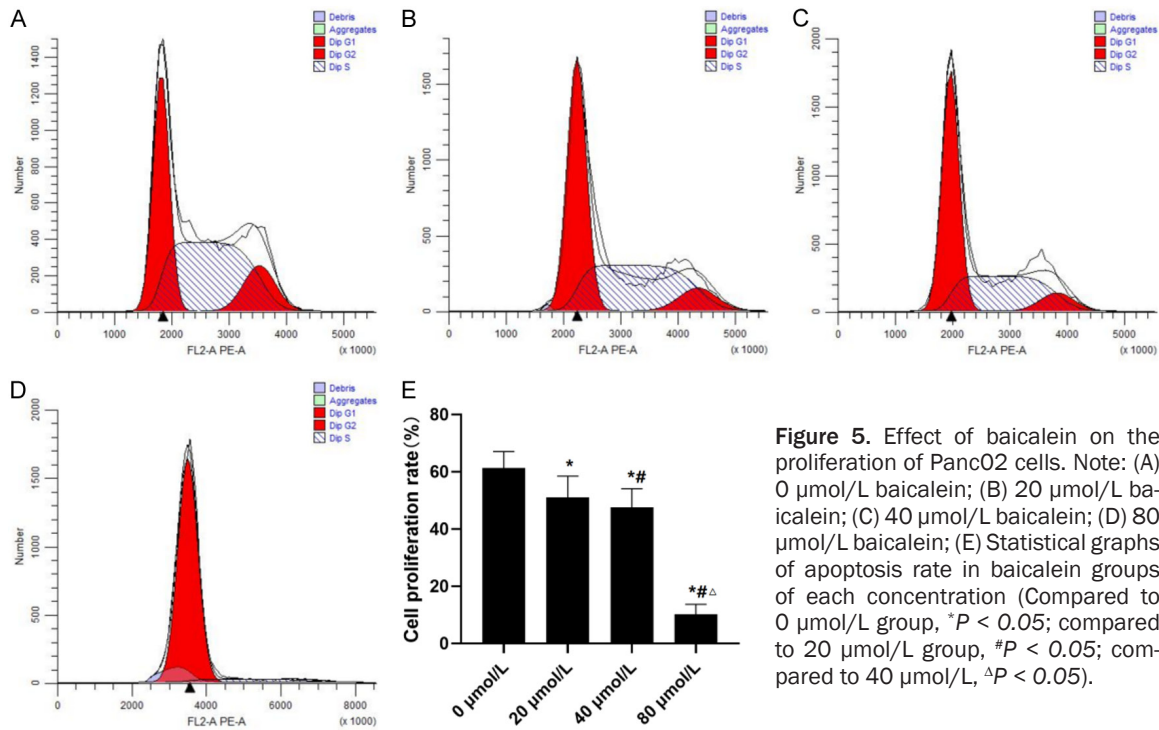 A
Debris
Aggregates
Dip G1
Dip G2
Dip S
Number
0 200 400 600 800 1000 1200 1400
0 1000 2000 3000 4000 5000
FL2-A PE-A
(x 1000)
B
Debris
Aggregates
Dip G1
Dip G2
Dip S
Number
0 500 1000 1500
0 1000 2000 3000 4000 5000
FL2-A PE-A
(x 1000)
C
Debris
Aggregates
Dip G1
Dip G2
Dip S
Number
0 500 1000 1500 2000
0 1000 2000 3000 4000 5000
FL2-A PE-A
(x 1000)
D
Debris
Aggregates
Dip G1
Dip G2
Dip S
Number
0 500 1000 1500 2000
2000 4000 6000 8000
FL2-A PE-A
(x 1000)
E
Cell proliferation rate(%)
80
60
40
20
0
*
*#
*#△
0 μmol/L
20 μmol/L
40 μmol/L
80 μmol/L
Figure 5. Effect of baicalein on the
proliferation of Panc02 cells. Note: (A)
0 μmol/L baicalein; (B) 20 μmol/L ba-
icalein; (C) 40 μmol/L baicalein; (D) 80
μmol/L baicalein; (E) Statistical graphs
of apoptosis rate in baicalein groups
of each concentration (Compared to
0 μmol/L group, *P < 0.05; compared
to 20 μmol/L group, #P < 0.05; com-
pared to 40 μmol/L, ΔP < 0.05).